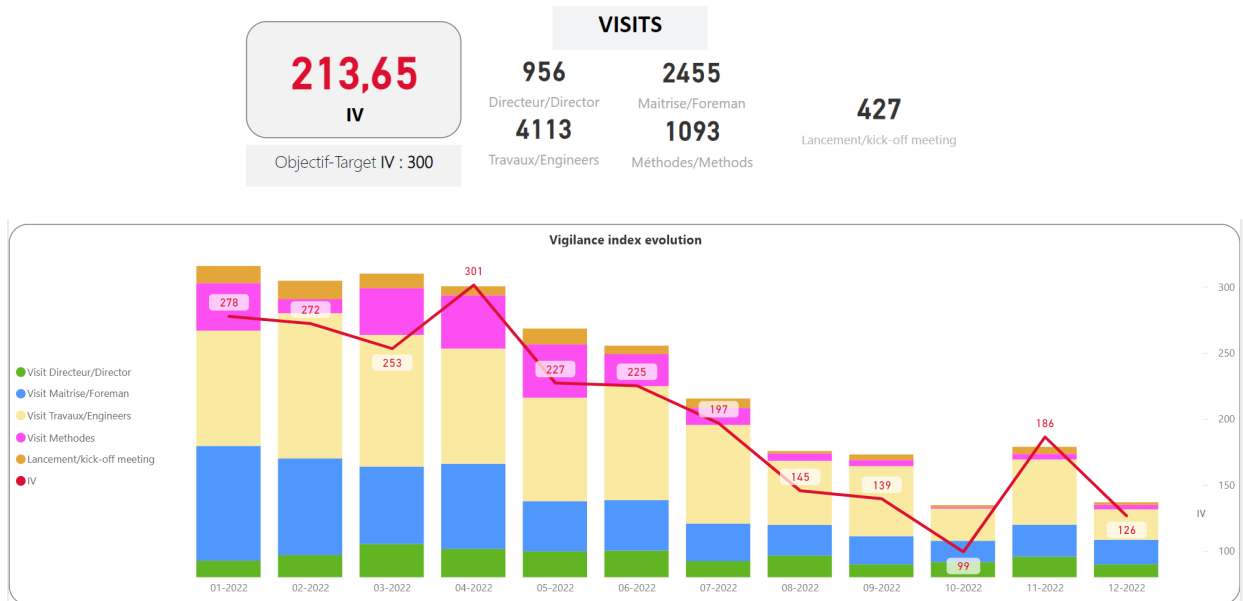 VISITS
213,65
IV
Objectif-Target IV : 300
956
Directeur/Director
2455
Maitrise/Foreman
4113
Travaux/Engineers
1093
Méthodes/Methods
427
Lancement/kick-off meeting
Vigilance index evolution
Visit Directeur/Director
Visit Maitrise/Foreman
Visit Travaux/Engineers
Visit Methodes
Lancement/kick-off meeting
IV
278
272
253
301
227
225
197
145
139
99
186
126
300
250
200
150
IV
100
01-2022
02-2022
03-2022
04-2022
05-2022
06-2022
07-2022
08-2022
09-2022
10-2022
11-2022
12-2022